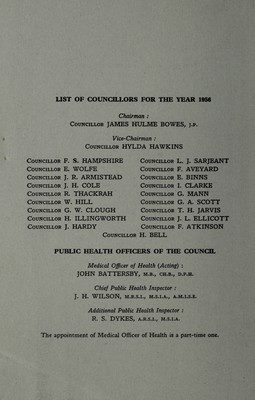 LIST OF COUNCILLORS FOR THE YEAR 1958
Chairman :
COUNCILLOR JAMES HULME BOWES, J.P.
Vice-Chairman :
COUNCILLOR HYLDA HAWKINS
COUNCILLOR F. S. HAMPSHIRE COUNCILLOR L. J. SARJEANT
COUNCILLOR E. WOLFE COUNCILLOR F. AVEYARD
COUNCILLOR J. R. ARMISTEAD COUNCILLOR E. BINNS
COUNCILLOR J. H. COLE COUNCILLOR I. CLARKE
COUNCILLOR R. THACKRAH COUNCILLOR G. MANN
COUNCILLOR W. HILL COUNCILLOR G. A. SCOTT
COUNCILLOR G. W. CLOUGH COUNCILLOR T. H. JARVIS
COUNCILLOR H. ILLINGWORTH COUNCILLOR J. L. ELLICOTT
COUNCILLOR J. HARDY COUNCILLOR F. ATKINSON
COUNCILLOR H. BELL
PUBLIC HEALTH OFFICERS OF THE COUNCIL
Medical Officer of Health (Acting) :
JOHN BATTERSBY, M.B., CH.B., D.P.H.
Chief Public Health Inspector :
J. H. WILSON, M.R.S.I., M.S.I.A., A.M.I.S.E.
Additional Public Health Inspector :
R. S. DYKES, A.R.S.I., M.S.I.A.
The appointment of Medical Officer of Health is a part-time one.